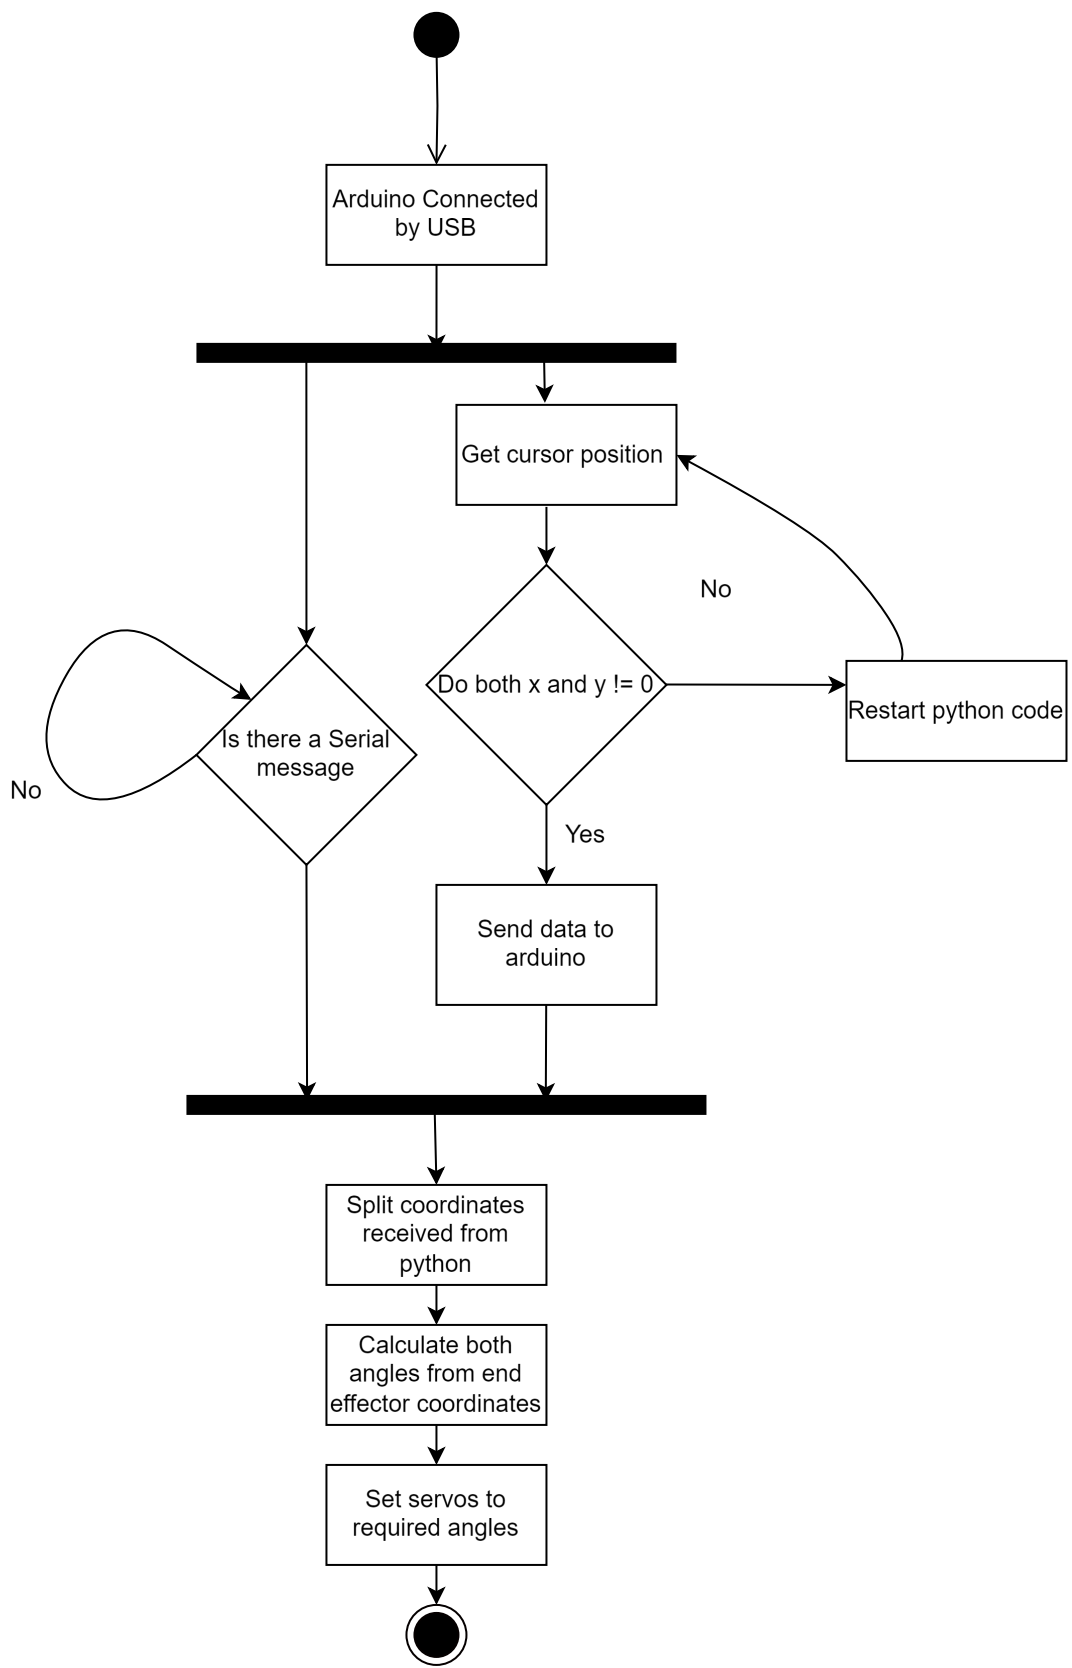 Arduino Connected
by USB
Get cursor position
No
Do both x and y != 0
Restart python code
Is there a Serial
message
No
Yes
Send data to
arduino
Split coordinates
received from
python
Calculate both
angles from end
effector coordinates
Set servos to
required angles